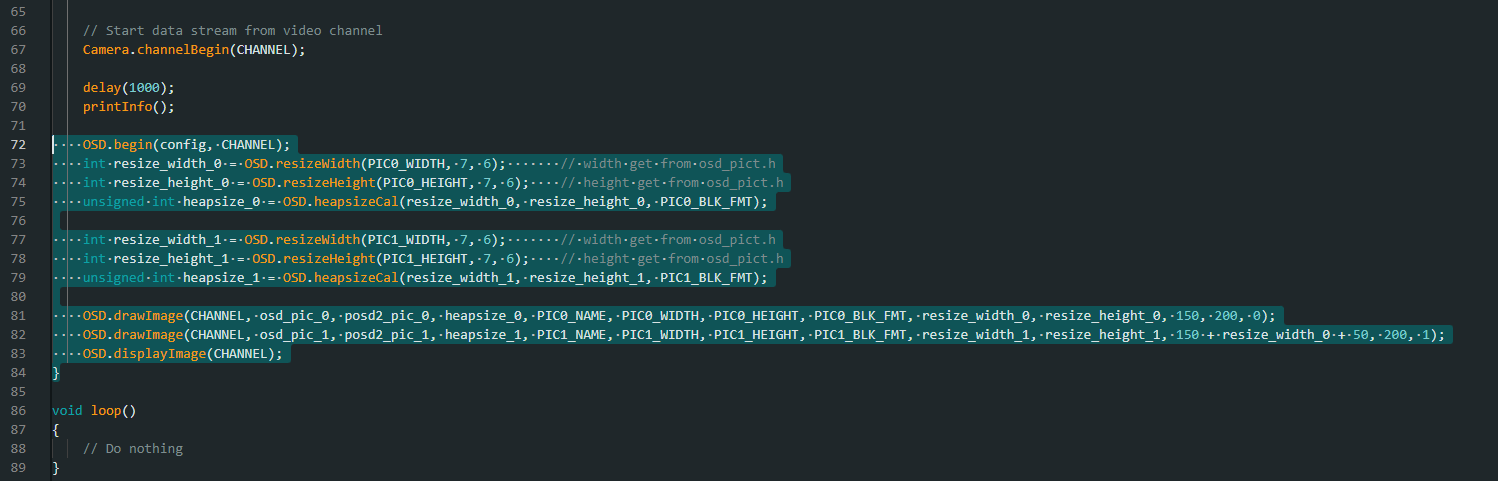 65
66 // Start data stream from video channel
67 Camera.channelBegin(CHANNEL);
68
69 delay(1000);
70 printInfo();
71
72 OSD.begin(config, CHANNEL);
73 int resize_width_0 = OSD.resizeWidth(PIC0_WIDTH, 7, 6); // width get from osd_pict.h
74 int resize_height_0 = OSD.resizeHeight(PIC0_HEIGHT, 7, 6); // height get from osd_pict.h
75 unsigned int heapsize_0 = OSD.heapsizeCal(resize_width_0, resize_height_0, PIC0_BLK_FMT);
76
77 int resize_width_1 = OSD.resizeWidth(PIC1_WIDTH, 7, 6); // width get from osd_pict.h
78 int resize_height_1 = OSD.resizeHeight(PIC1_HEIGHT, 7, 6); // height get from osd_pict.h
79 unsigned int heapsize_1 = OSD.heapsizeCal(resize_width_1, resize_height_1, PIC1_BLK_FMT);
80
81 OSD.drawImage(CHANNEL, osd_pic_0, posd2_pic_0, heapsize_0, PIC0_NAME, PIC0_WIDTH, PIC0_HEIGHT, PIC0_BLK_FMT, resize_width_0, resize_height_0, 150, 200, 0);
82 OSD.drawImage(CHANNEL, osd_pic_1, posd2_pic_1, heapsize_1, PIC1_NAME, PIC1_WIDTH, PIC1_HEIGHT, PIC1_BLK_FMT, resize_width_1, resize_height_1, 150 + resize_width_0 + 50, 200, 1);
83 OSD.displayImage(CHANNEL);
84 }
85
86 void loop()
87 {
88 // Do nothing
89 }